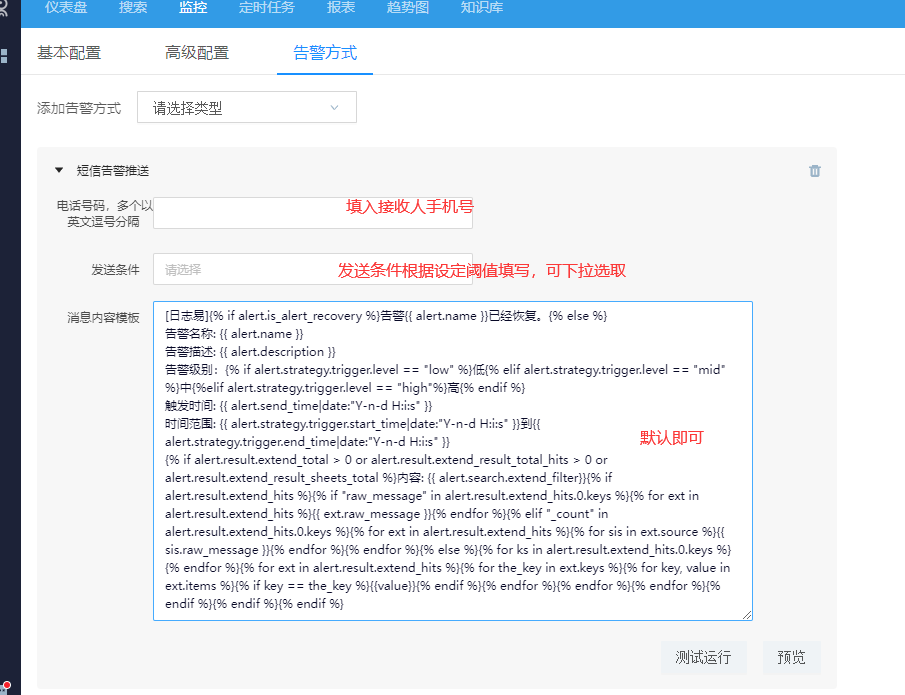 仪表盘 搜索 监控 定时任务 报表 趋势图 知识库
基本配置 高级配置 告警方式
添加告警方式 请选择类型
短信告警推送
电话号码，多个以英文逗号分隔 填入接收人手机号
发送条件 请选择 发送条件根据设定阈值填写，可下拉选取
消息内容模板
[日志易]{% if alert.is_alert_recovery %}告警{{ alert.name }}已经恢复。{% else %}
告警名称: {{ alert.name }}
告警描述: {{ alert.description }}
告警级别：{% if alert.strategy.trigger.level == "low" %}低{% elif alert.strategy.trigger.level == "mid"
%}中{%elif alert.strategy.trigger.level == "high"%}高{% endif %}
触发时间: {{ alert.send_time|date:"Y-n-d H:i:s" }}
时间范围: {{ alert.strategy.trigger.start_time|date:"Y-n-d H:i:s" }}到{{
alert.strategy.trigger.end_time|date:"Y-n-d H:i:s" }}
默认即可
{% if alert.result.extend_total > 0 or alert.result.extend_result_total_hits > 0 or
alert.result.extend_result_sheets_total %}内容: {{ alert.search.extend_filter}}{% if
alert.result.extend_hits %}{% if "raw_message" in alert.result.extend_hits.0.keys %}{% for ext in
alert.result.extend_hits %}{{ ext.raw_message }}{% endfor %}{% elif "_count" in
alert.result.extend_hits.0.keys %}{% for ext in alert.result.extend_hits %}{% for sis in ext.source %}{{
sis.raw_message }}{% endfor %}{% endfor %}{% else %}{% for ks in alert.result.extend_hits.0.keys %}
{% endfor %}{% for ext in alert.result.extend_hits %}{% for the_key in ext.keys %}{% for key, value in
ext.items %}{% if key == the_key %}{{value}}{% endif %}{% endfor %}{% endfor %}{% endfor %}{%
endif %}{% endif %}{% endif %}
测试运行 预览